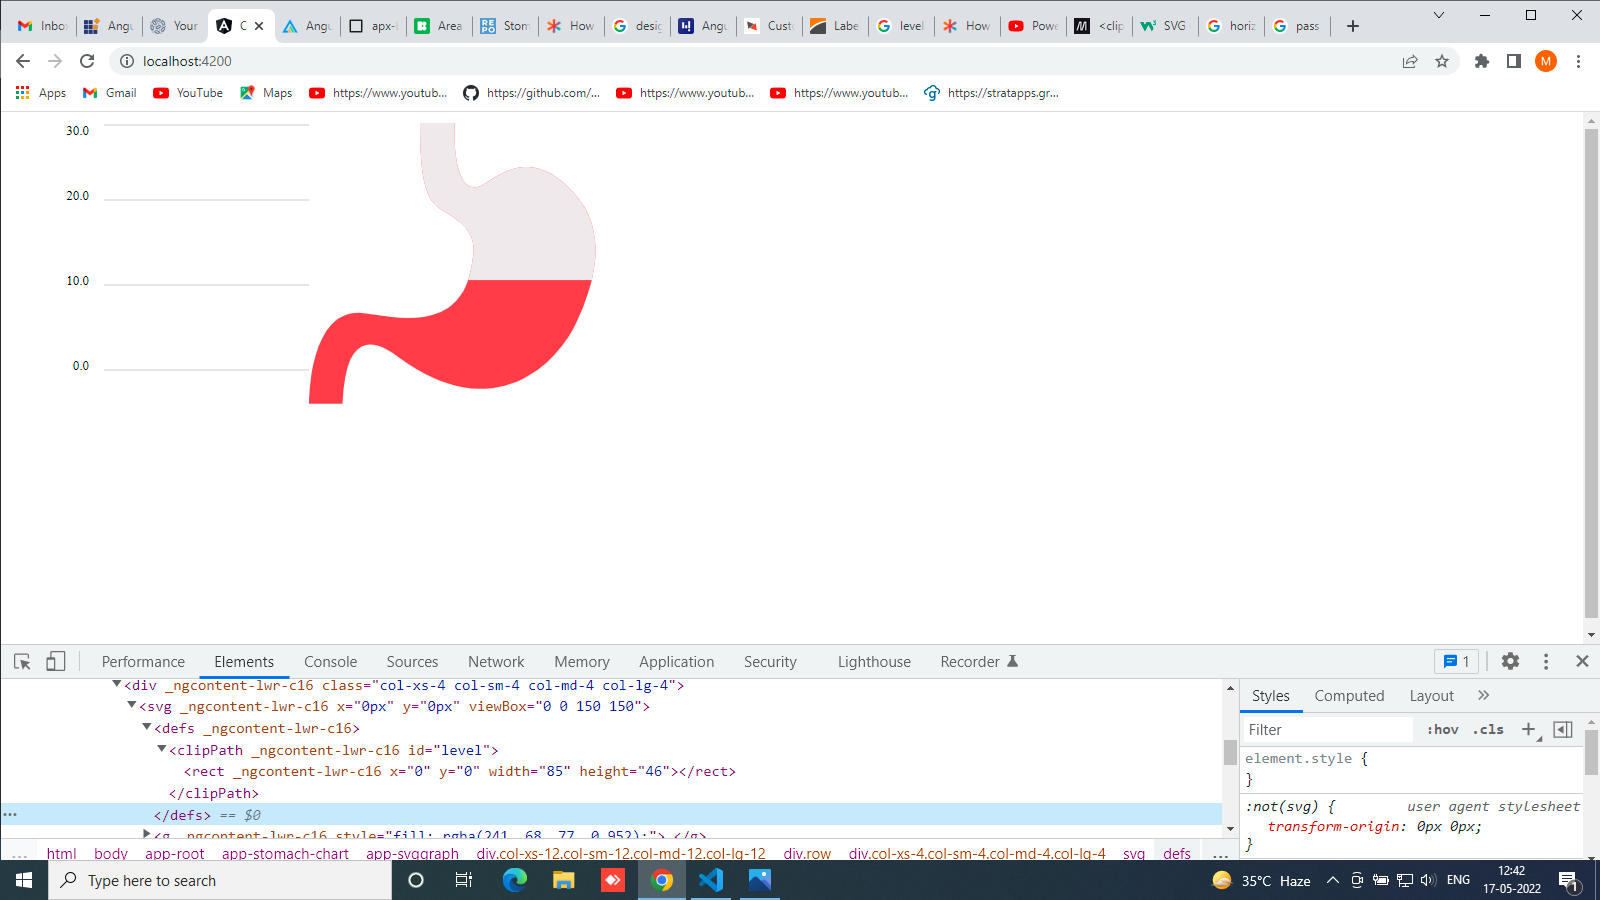 Inbo Angu Your C Angu apx-l Area Stom How desig Angu Custo Labe level How Powe <clip SVG horiz pass
localhost:4200
M
Apps Gmail YouTube Maps https://www.youtub... https://github.com/... https://www.youtub... https://www.youtub... https://stratapps.gr...
30.0
20.0
10.0
0.0
Performance Elements Console Sources Network Memory Application Security Lighthouse Recorder 1
<div _ngcontent-lwr-c16 class="col-xs-4 col-sm-4 col-md-4 col-lg-4">
<svg _ngcontent-lwr-c16 x="0px" y="0px" viewBox="0 0 150 150">
<defs _ngcontent-lwr-c16>
<clipPath _ngcontent-lwr-c16 id="level">
<rect _ngcontent-lwr-c16 x="0" y="0" width="85" height="46"></rect>
</clipPath>
</defs> == $0
<g _ngcontent-lwr-c16 style="fill: rgba(241, 68, 77, 0.952);">…</g>
... html body app-root app-stomach-chart app-svggraph div.col-xs-12.col-sm-12.col-md-12.col-lg-12 div.row div.col-xs-4.col-sm-4.col-md-4.col-lg-4 svg defs ...
Styles Computed Layout
Filter :hov .cls
element.style {
}
:not(svg) { user agent stylesheet
transform-origin: 0px 0px;
}
Type here to search
35°C Haze ENG
12:42
17-05-2022
1